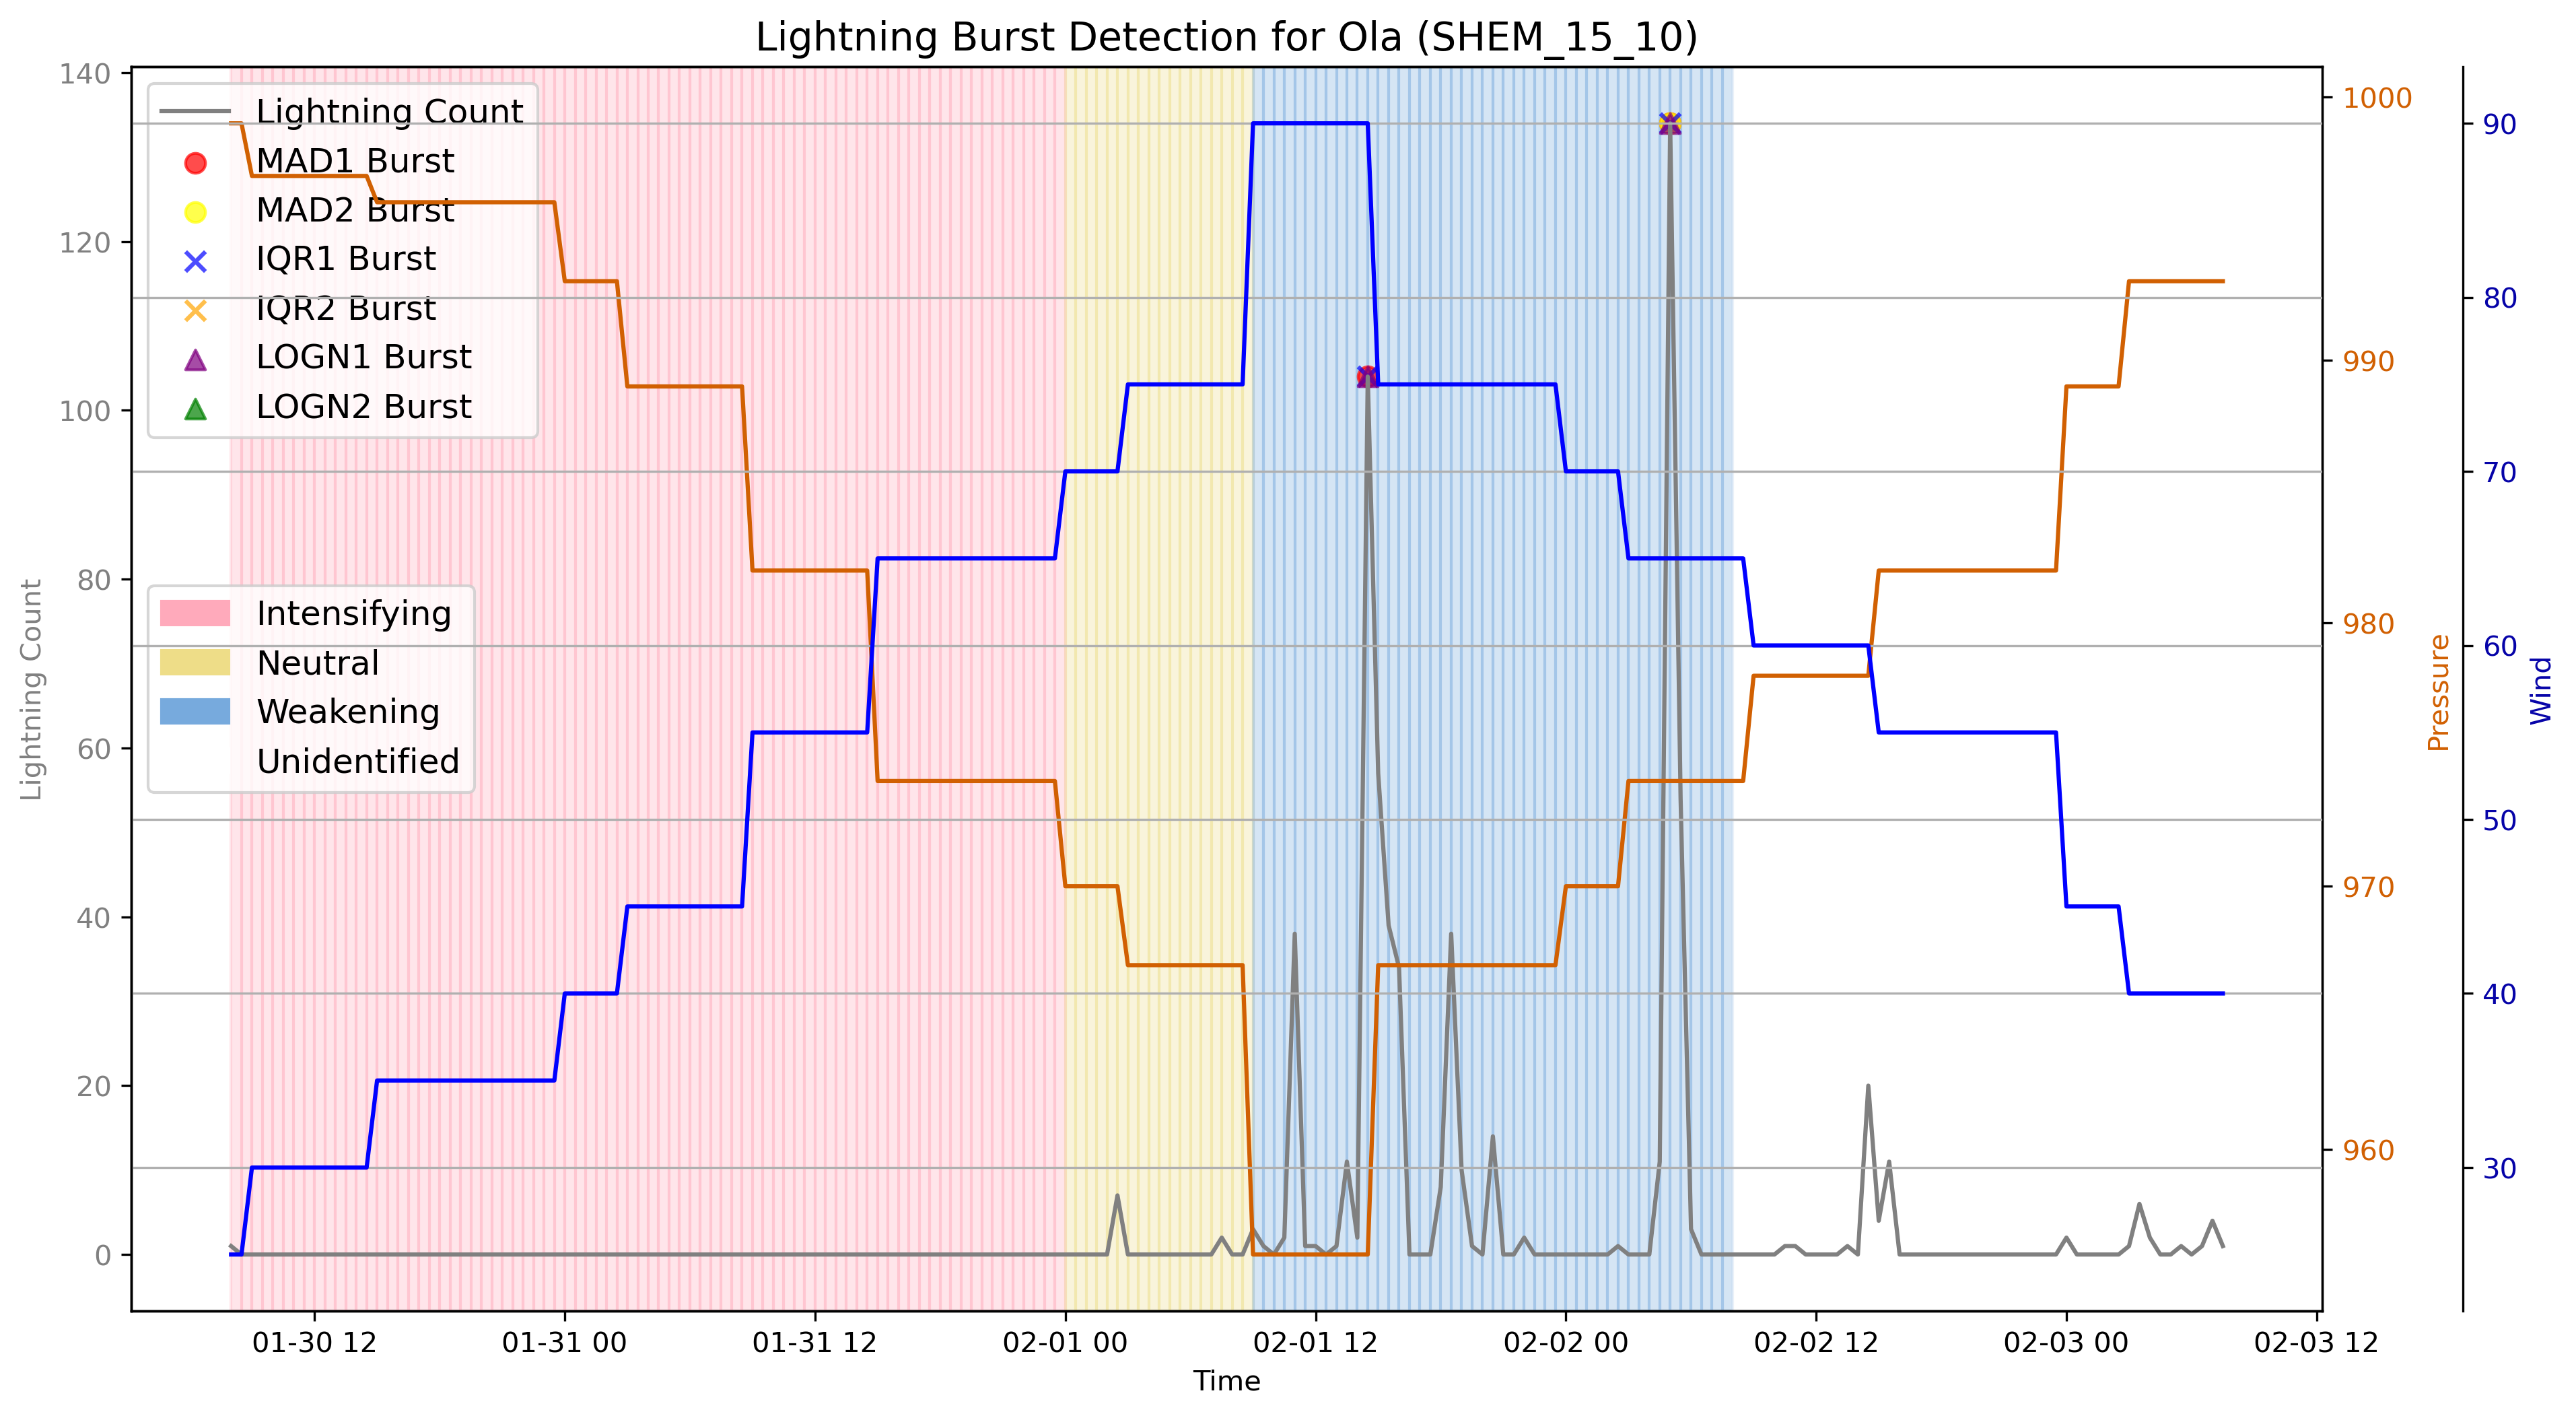 Lightning Burst Detection for Ola (SHEM_15_10)
Lightning Count
MAD1 Burst
MAD2 Burst
IQR1 Burst
IQR2 Burst
LOGN1 Burst
LOGN2 Burst
Intensifying
Neutral
Weakening
Unidentified
Lightning Count
140
120
100
80
60
40
20
0
1000
990
980
970
960
Pressure
90
80
70
60
50
40
30
Wind
01-30 12
01-31 00
01-31 12
02-01 00
02-01 12
02-02 00
02-02 12
02-03 00
02-03 12
Time